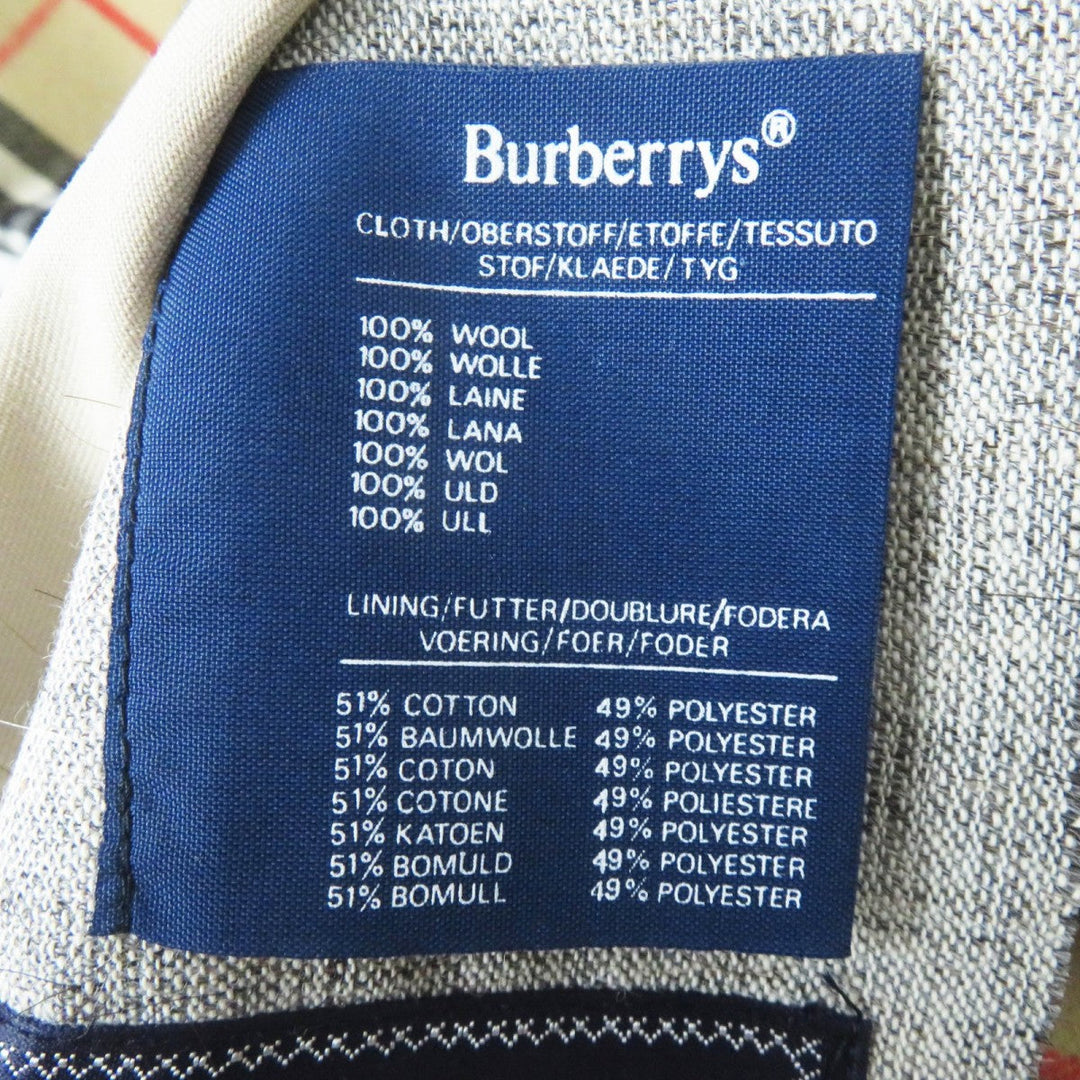 Burberrys®
CLOTH/OBERSTOFF/ETOFFE/TESSUTO
STOF/KLAEDE/TYG
100% WOOL
100% WOLLE
100% LAINE
100% LANA
100% WOL
100% ULD
100% ULL
LINING/FUTTER/DOUBLURE/FODERA
VOERING/FOER/FODER
51% COTTON 49% POLYESTER
51% BAUMWOLLE 49% POLYESTER
51% COTON 49% POLYESTER
51% COTONE 49% POLIESTERE
51% KATOEN 49% POLYESTER
51% BOMULD 49% POLYESTER
51% BOMULL 49% POLYESTER